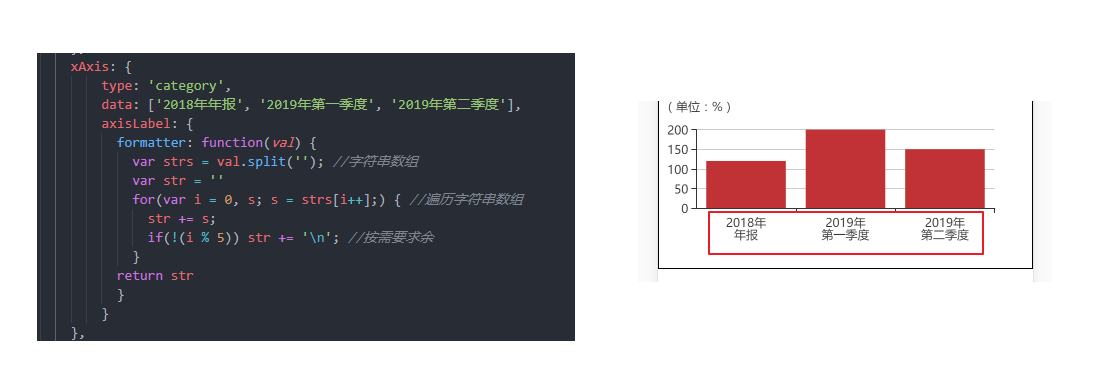 xAxis: {
type: 'category',
data: ['2018年年报', '2019年第一季度', '2019年第二季度'],
axisLabel: {
formatter: function(val) {
var strs = val.split(''); //字符串数组
var str = ''
for(var i = 0, s; s = strs[i++];) { //遍历字符串数组
str += s;
if(!(i % 5)) str += '\n'; //按需要求余
}
return str
}
}
},
(单位：%)
200
150
100
50
0
2018年
年报
2019年
第一季度
2019年
第二季度